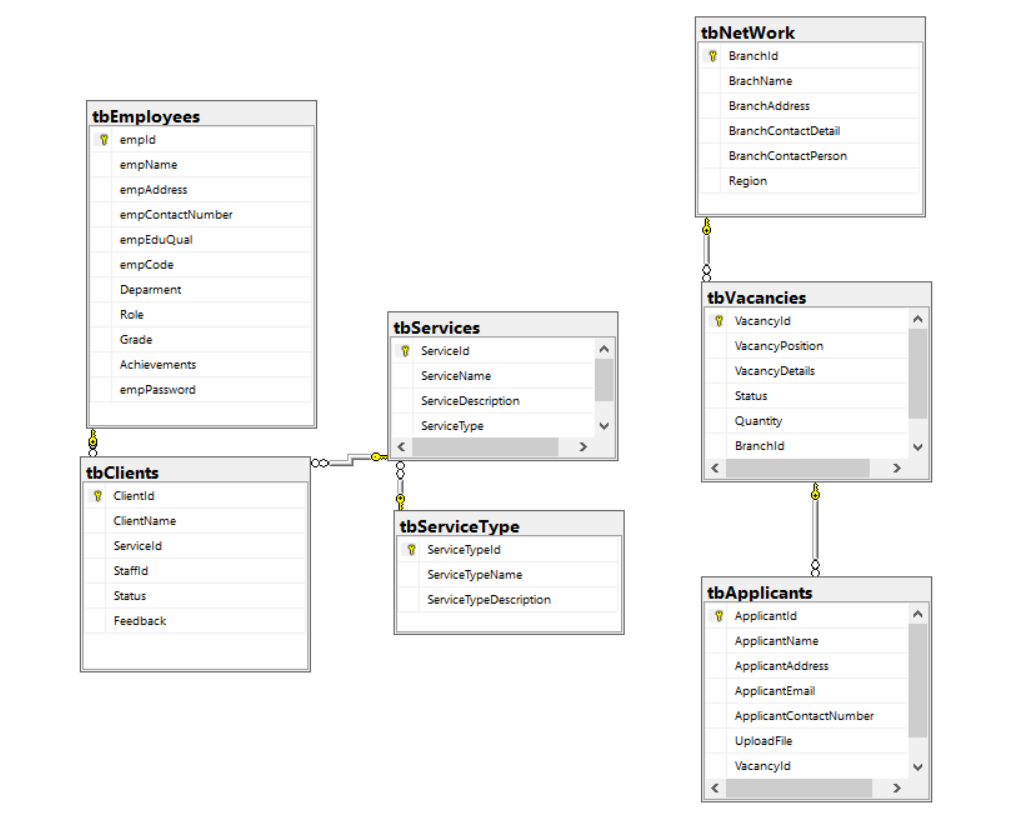 tbEmployees
empId
empName
empAddress
empContactNumber
empEduQual
empCode
Deparment
Role
Grade
Achievements
empPassword
tbClients
ClientId
ClientName
ServiceId
StaffId
Status
Feedback
tbServices
ServiceId
ServiceName
ServiceDescription
ServiceType
tbServiceType
ServiceTypeId
ServiceTypeName
ServiceTypeDescription
tbNetWork
BranchId
BrachName
BranchAddress
BranchContactDetail
BranchContactPerson
Region
tbVacancies
VacancyId
VacancyPosition
VacancyDetails
Status
Quantity
BranchId
tbApplicants
ApplicantId
ApplicantName
ApplicantAddress
ApplicantEmail
ApplicantContactNumber
UploadFile
VacancyId